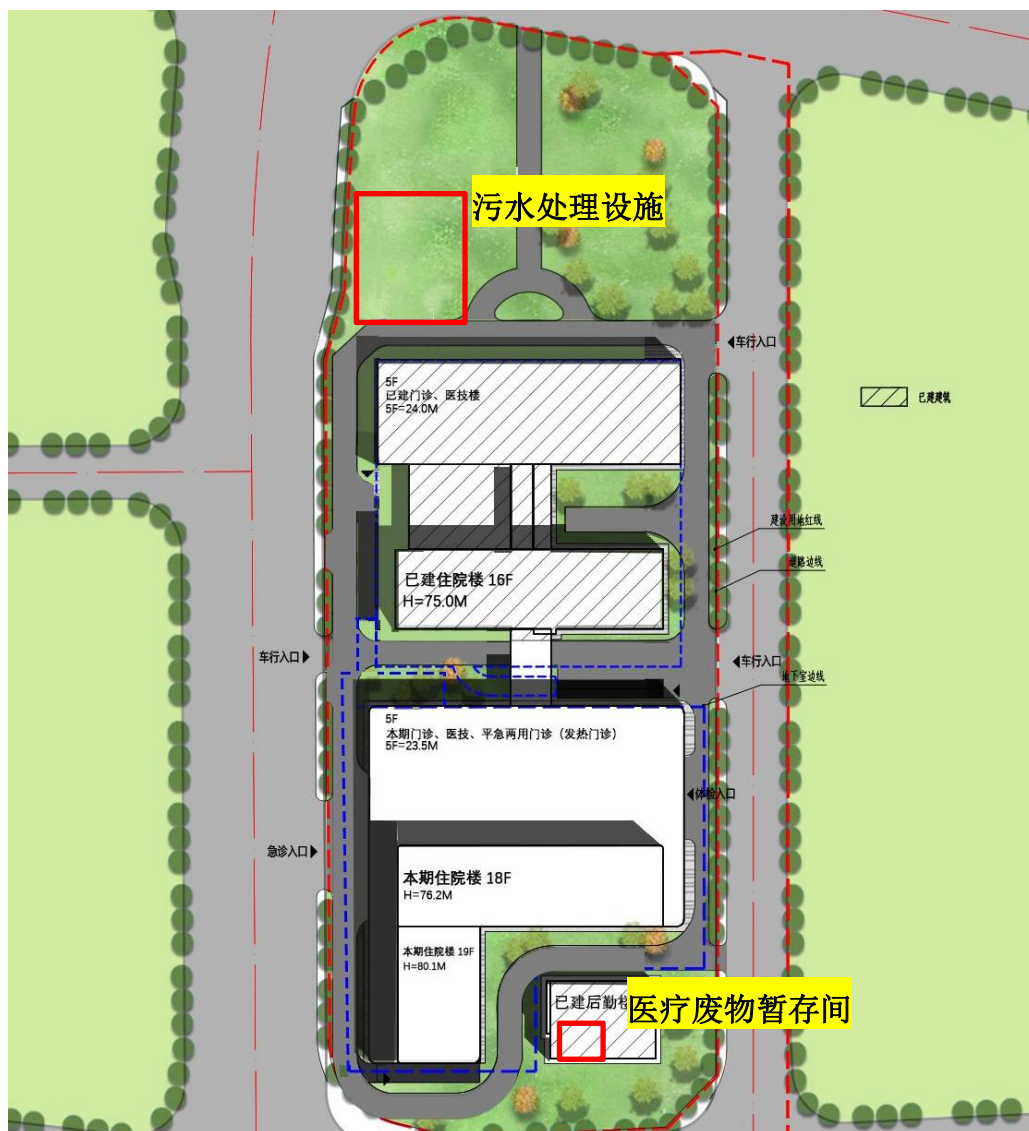 污水处理设施
车行入口
5F
已建门诊、医技楼
5F=24.0M
已建建筑
建设用地红线
道路边线
已建住院楼 16F
H=75.0M
车行入口
车行入口
地下室边线
5F
本期门诊、医技、平急两用门诊（发热门诊）
5F=23.5M
体检入口
急诊入口
本期住院楼 18F
H=76.2M
本期住院楼 19F
H=80.1M
已建后勤楼
医疗废物暂存间